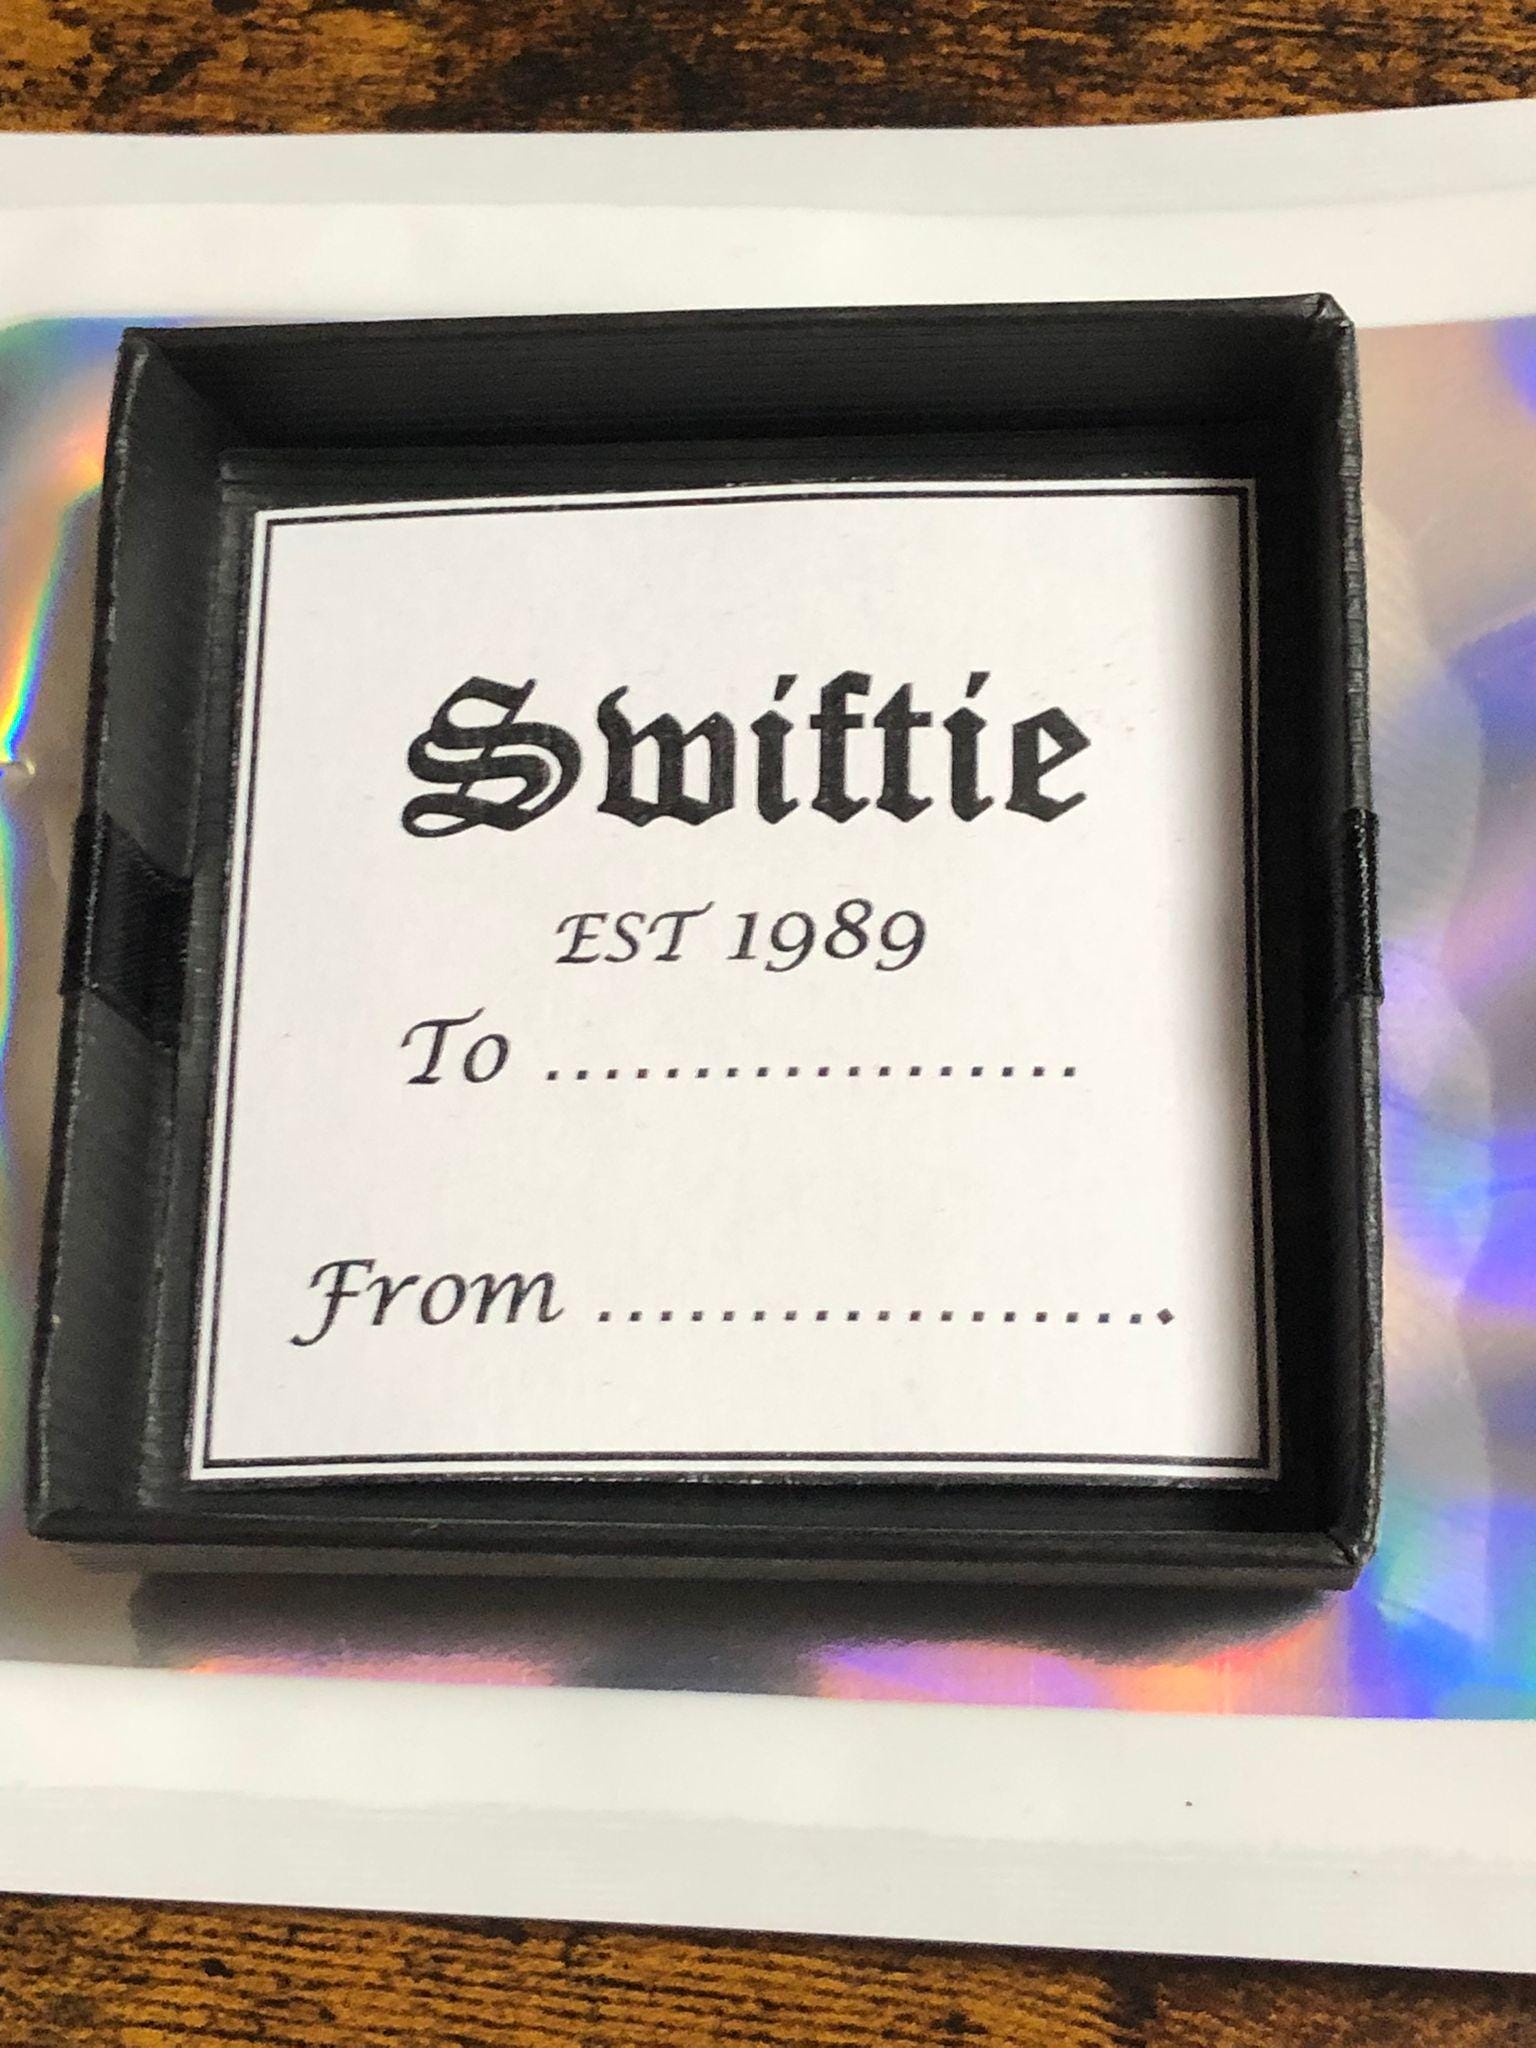 Swiftie
EST 1989
To ..................
From ......................